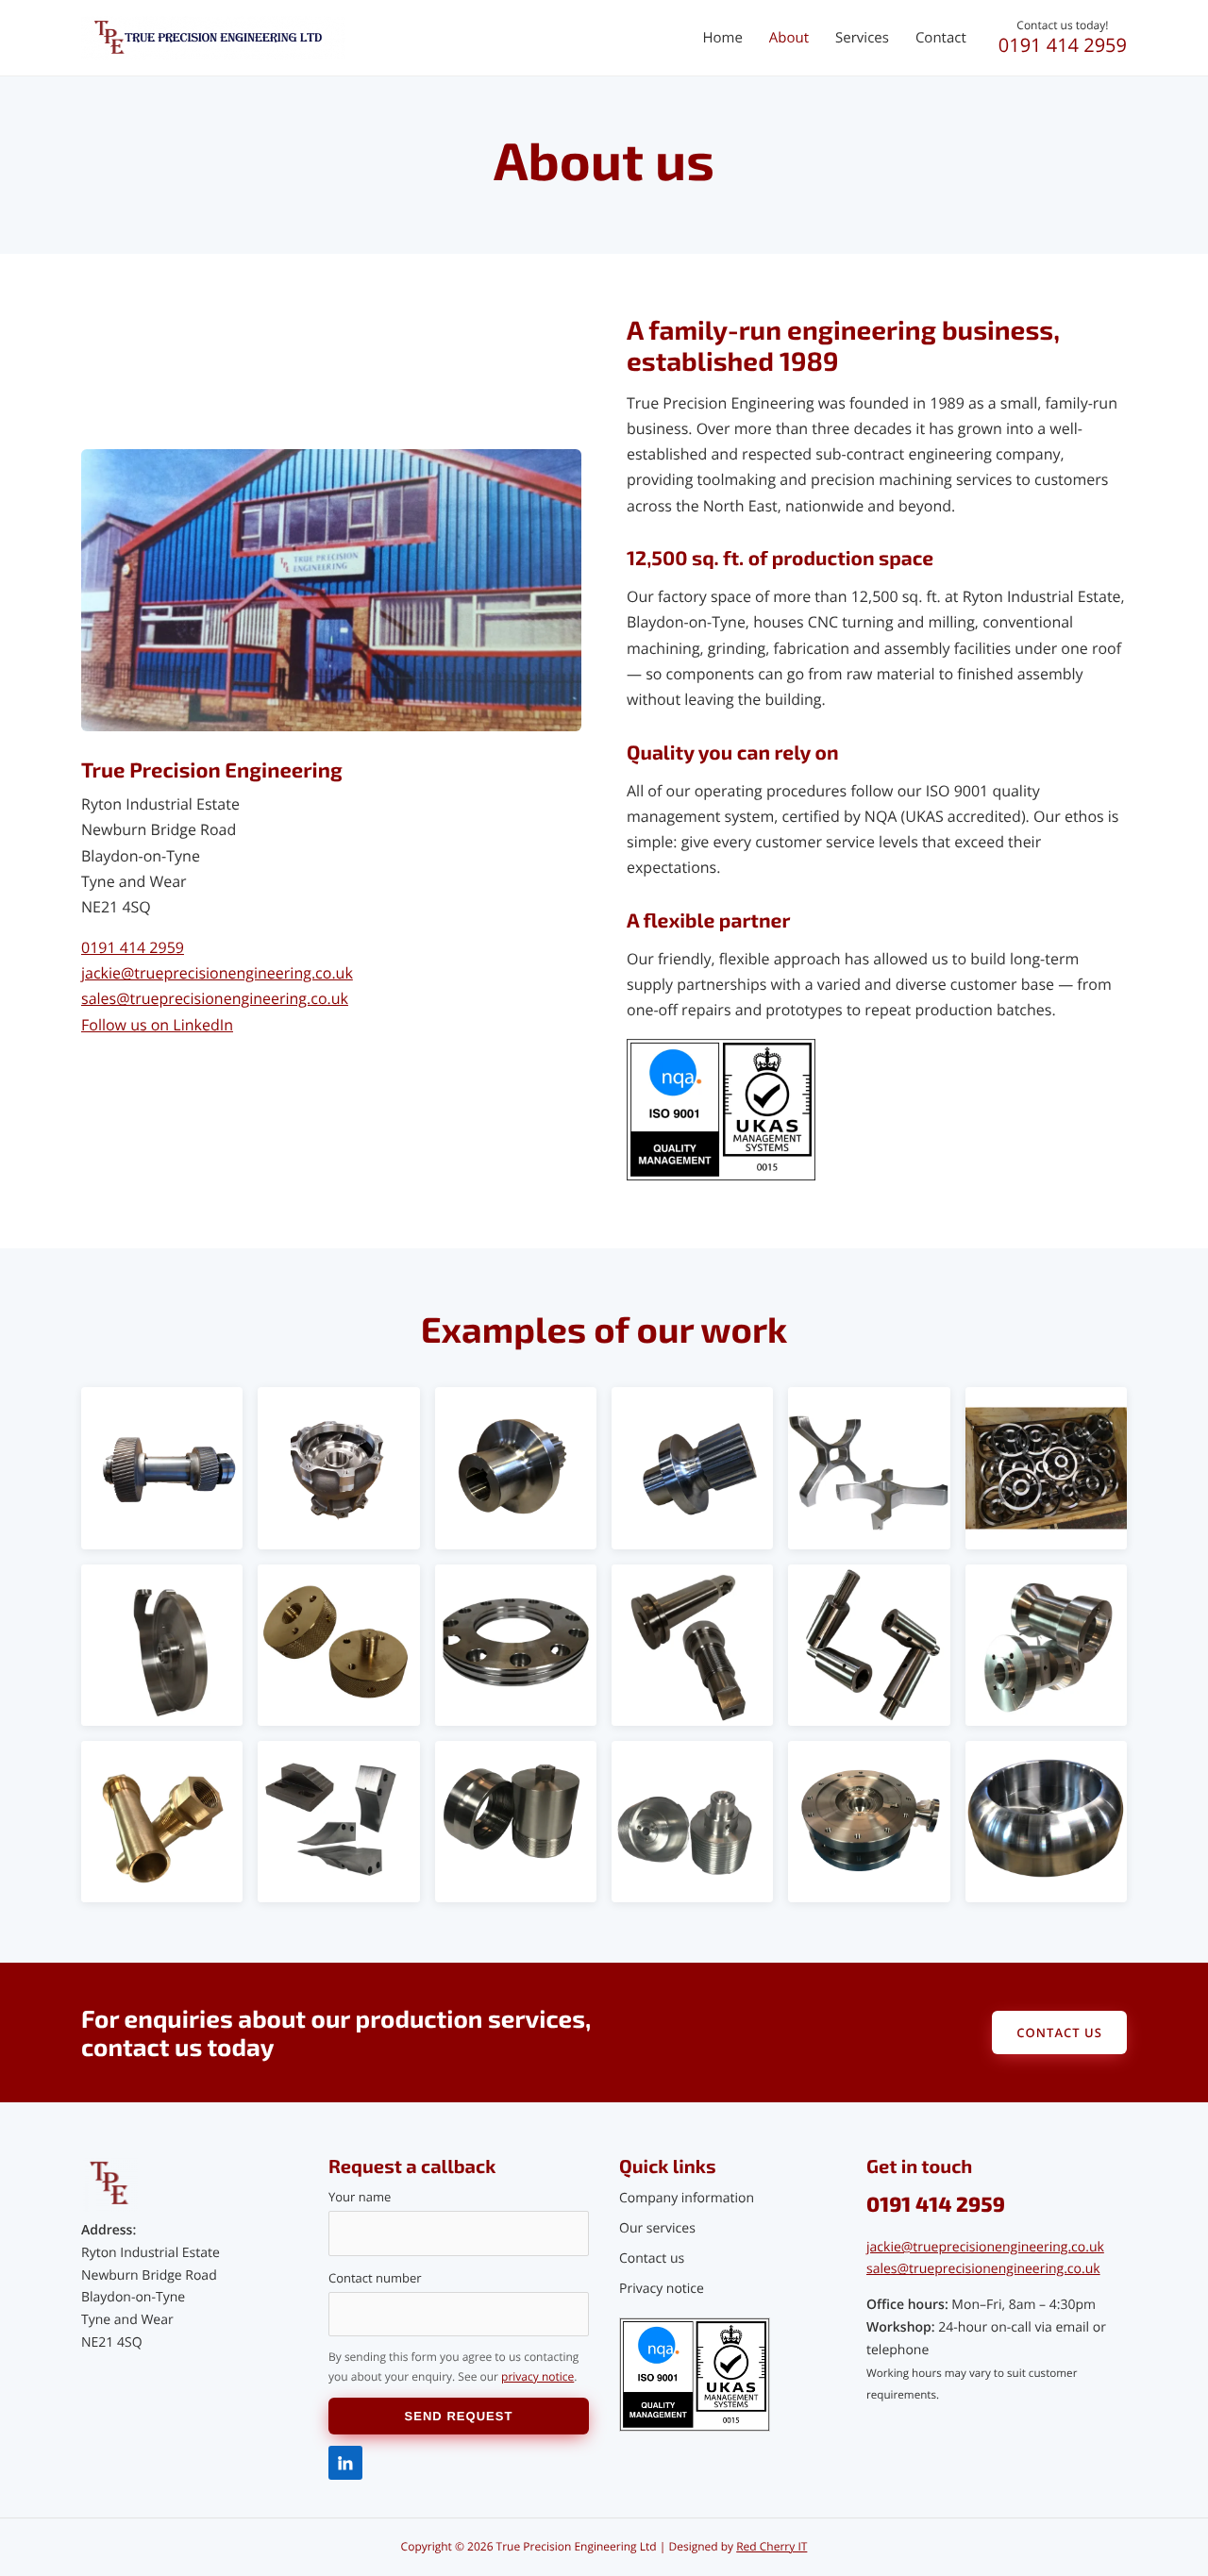 TPE TRUE PRECISION ENGINEERING LTD
Home
About
Services
Contact
Contact us today!
0191 414 2959
About us
TPE TRUE PRECISION
ENGINEERING
True Precision Engineering
Ryton Industrial Estate
Newburn Bridge Road
Blaydon-on-Tyne
Tyne and Wear
NE21 4SQ
0191 414 2959
jackie@trueprecisionengineering.co.uk
sales@trueprecisionengineering.co.uk
Follow us on LinkedIn
A family-run engineering business,
established 1989
True Precision Engineering was founded in 1989 as a small, family-run
business. Over more than three decades it has grown into a well-
established and respected sub-contract engineering company,
providing toolmaking and precision machining services to customers
across the North East, nationwide and beyond.
12,500 sq. ft. of production space
Our factory space of more than 12,500 sq. ft. at Ryton Industrial Estate,
Blaydon-on-Tyne, houses CNC turning and milling, conventional
machining, grinding, fabrication and assembly facilities under one roof
— so components can go from raw material to finished assembly
without leaving the building.
Quality you can rely on
All of our operating procedures follow our ISO 9001 quality
management system, certified by NQA (UKAS accredited). Our ethos is
simple: give every customer service levels that exceed their
expectations.
A flexible partner
Our friendly, flexible approach has allowed us to build long-term
supply partnerships with a varied and diverse customer base — from
one-off repairs and prototypes to repeat production batches.
nqa.
ISO 9001
QUALITY
MANAGEMENT
UKAS
MANAGEMENT
SYSTEMS
0015
Examples of our work
For enquiries about our production services,
contact us today
CONTACT US
TPE
Address:
Ryton Industrial Estate
Newburn Bridge Road
Blaydon-on-Tyne
Tyne and Wear
NE21 4SQ
Request a callback
Your name
Contact number
By sending this form you agree to us contacting
you about your enquiry. See our privacy notice.
SEND REQUEST
in
Quick links
Company information
Our services
Contact us
Privacy notice
nqa.
ISO 9001
QUALITY
MANAGEMENT
UKAS
MANAGEMENT
SYSTEMS
0015
Get in touch
0191 414 2959
jackie@trueprecisionengineering.co.uk
sales@trueprecisionengineering.co.uk
Office hours: Mon–Fri, 8am – 4:30pm
Workshop: 24-hour on-call via email or
telephone
Working hours may vary to suit customer
requirements.
Copyright © 2026 True Precision Engineering Ltd | Designed by Red Cherry IT